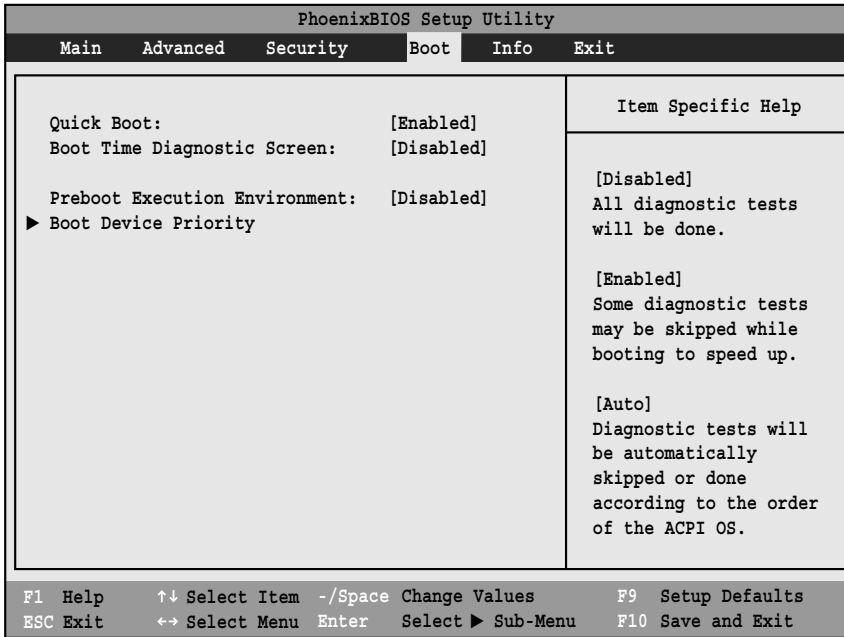 PhoenixBIOS Setup Utility
Main Advanced Security Boot Info Exit
Quick Boot: [Enabled]
Boot Time Diagnostic Screen: [Disabled]
Preboot Execution Environment: [Disabled]
▶ Boot Device Priority
Item Specific Help
[Disabled]
All diagnostic tests
will be done.
[Enabled]
Some diagnostic tests
may be skipped while
booting to speed up.
[Auto]
Diagnostic tests will
be automatically
skipped or done
according to the order
of the ACPI OS.
F1 Help ↑↓ Select Item -/Space Change Values F9 Setup Defaults
ESC Exit ←→ Select Menu Enter Select ▶ Sub-Menu F10 Save and Exit